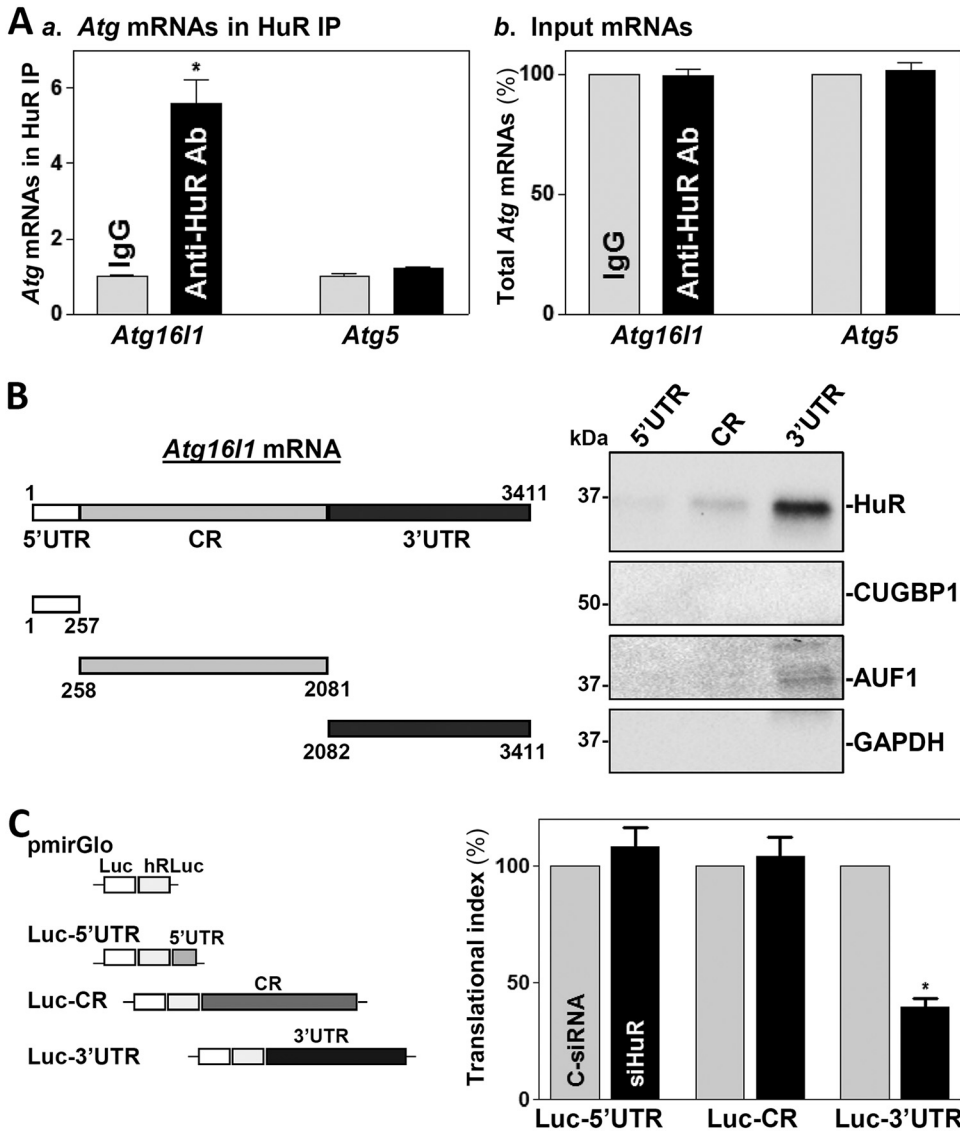 A
a. Atg mRNAs in HuR IP
Atg mRNAs in HuR IP
6
4
2
0
*
IgG
Anti-HuR Ab
Atg16l1
Atg5
b. Input mRNAs
Total Atg mRNAs (%)
100
50
0
IgG
Anti-HuR Ab
Atg16l1
Atg5
B
Atg16l1 mRNA
1
3411
5’UTR
CR
3’UTR
1
257
258
2081
2082
3411
kDa
5’UTR
CR
3’UTR
37-
-HuR
50-
-CUGBP1
37-
-AUF1
37-
-GAPDH
C
pmirGlo
Luc hRLuc
Luc-5’UTR
5’UTR
Luc-CR
CR
Luc-3’UTR
3’UTR
Translational index (%)
100
50
0
C-siRNA
siHuR
*
Luc-5’UTR
Luc-CR
Luc-3’UTR